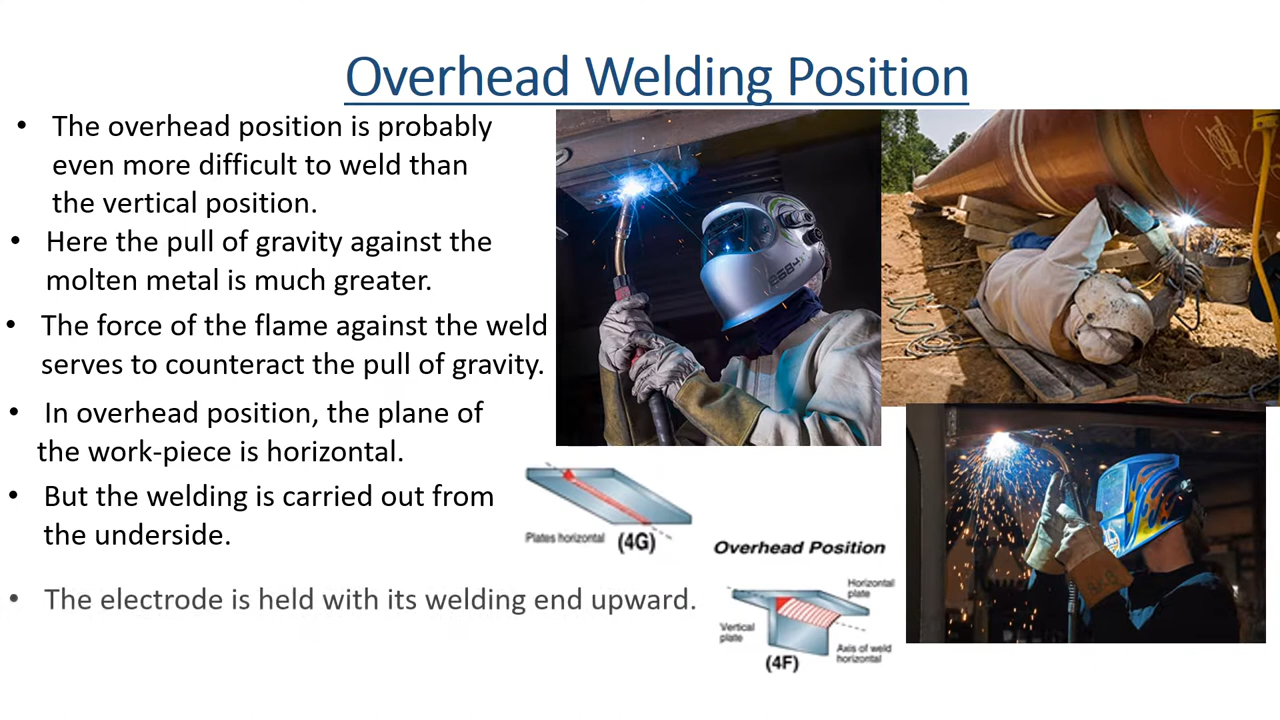 Overhead Welding Position
• The overhead position is probably
even more difficult to weld than
the vertical position.
• Here the pull of gravity against the
molten metal is much greater.
• The force of the flame against the weld
serves to counteract the pull of gravity.
• In overhead position, the plane of
the work-piece is horizontal.
• But the welding is carried out from
the underside.
• The electrode is held with its welding end upward.
Plates horizontal (4G)
Overhead Position
Horizontal
plate
Vertical
plate
Axis of weld
horizontal
(4F)